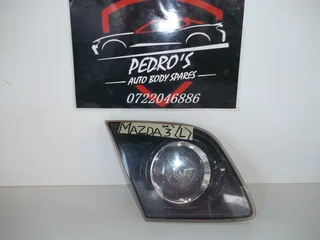 PEDRO'S
AUTO BODY SPARES
0722046886
MAZDA 3 (L)